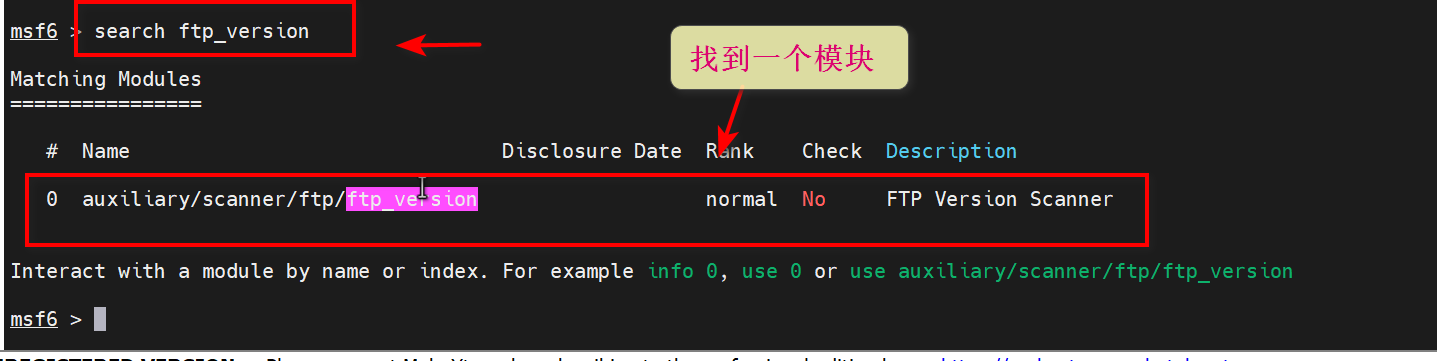 msf6 > search ftp_version
找到一个模块
Matching Modules
================
# Name Disclosure Date Rank Check Description
0 auxiliary/scanner/ftp/ftp_version normal No FTP Version Scanner
Interact with a module by name or index. For example info 0, use 0 or use auxiliary/scanner/ftp/ftp_version
msf6 >